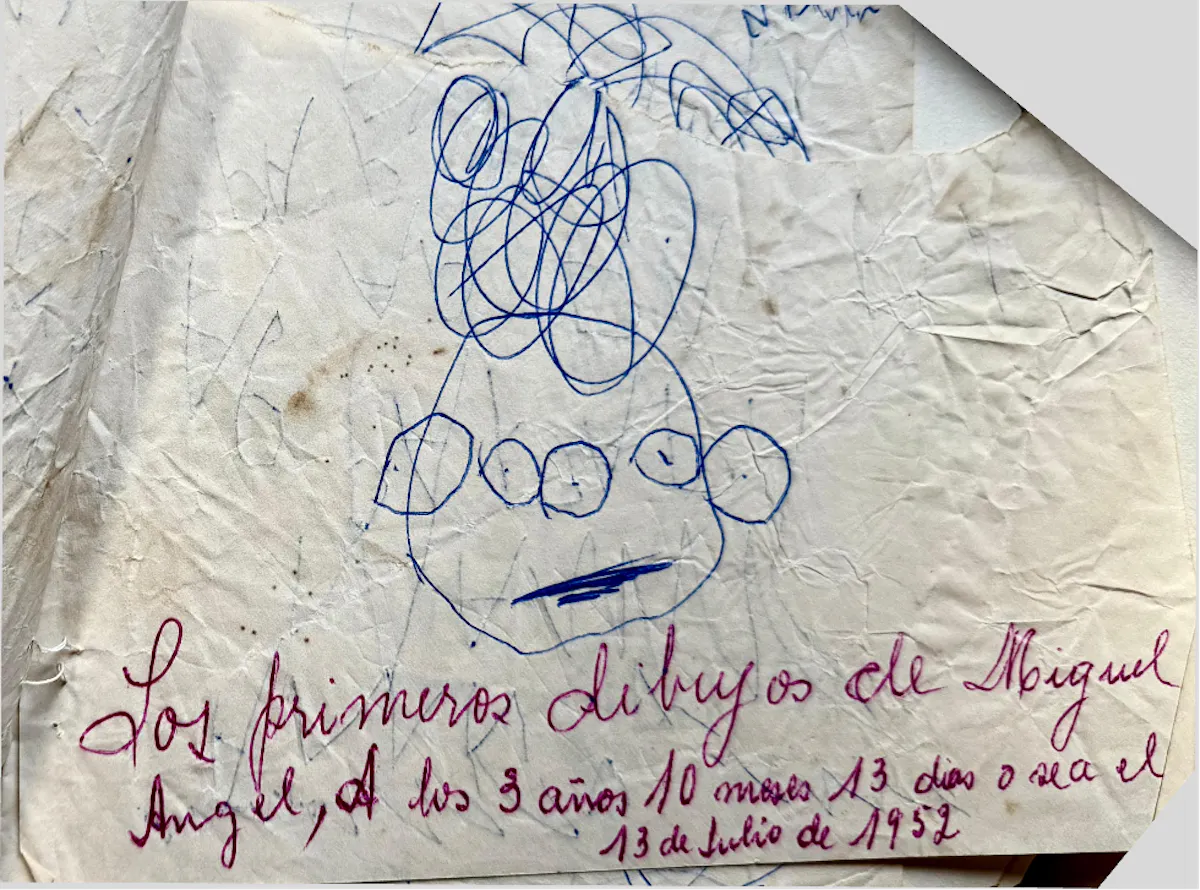 Los primeros dibujos de Miguel
Angel, A los 3 años 10 meses 13 dias o sea el
13 de Julio de 1952